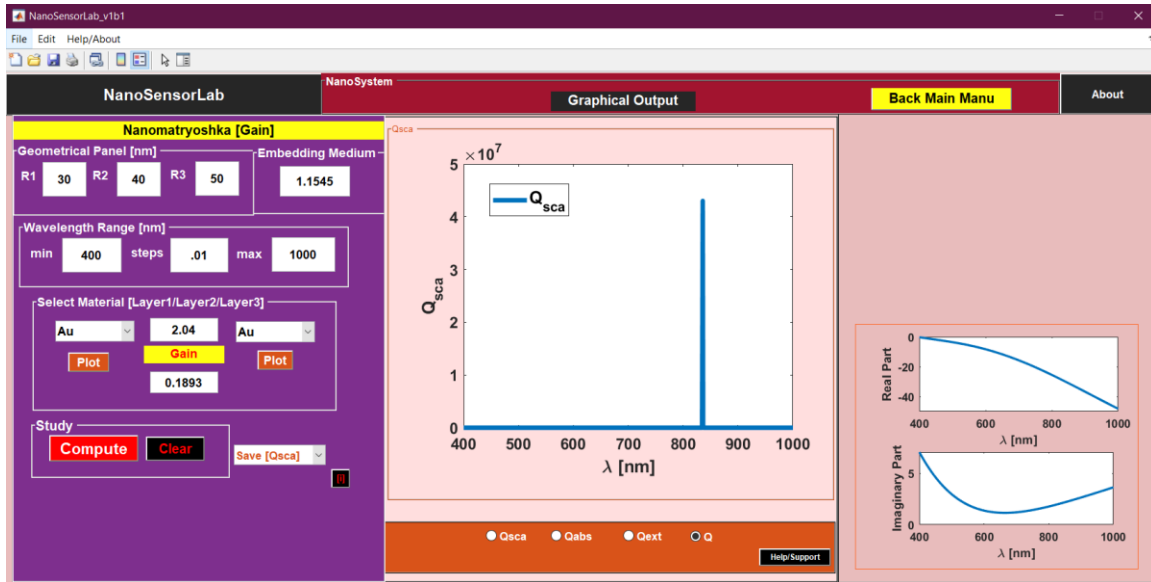 NanoSensorLab_v1b1
File Edit Help/About
NanoSensorLab
NanoSystem
Graphical Output
Back Main Manu
About
Nanomatryoshka [Gain]
Geometrical Panel [nm]
R1 30 R2 40 R3 50
Embedding Medium
1.1545
Wavelength Range [nm]
min 400 steps .01 max 1000
Select Material [Layer1/Layer2/Layer3]
Au 2.04 Au
Plot Gain Plot
0.1893
Study
Compute Clear
Save [Qsca]
[i]
Qsca
×10^7
5
4
3
2
1
0
Q_sca
Q_sca
400 500 600 700 800 900 1000
λ [nm]
Qsca Qabs Qext Q
Help/Support
Real Part
0
-20
-40
400 600 800 1000
λ [nm]
Imaginary Part
5
0
400 600 800 1000
λ [nm]